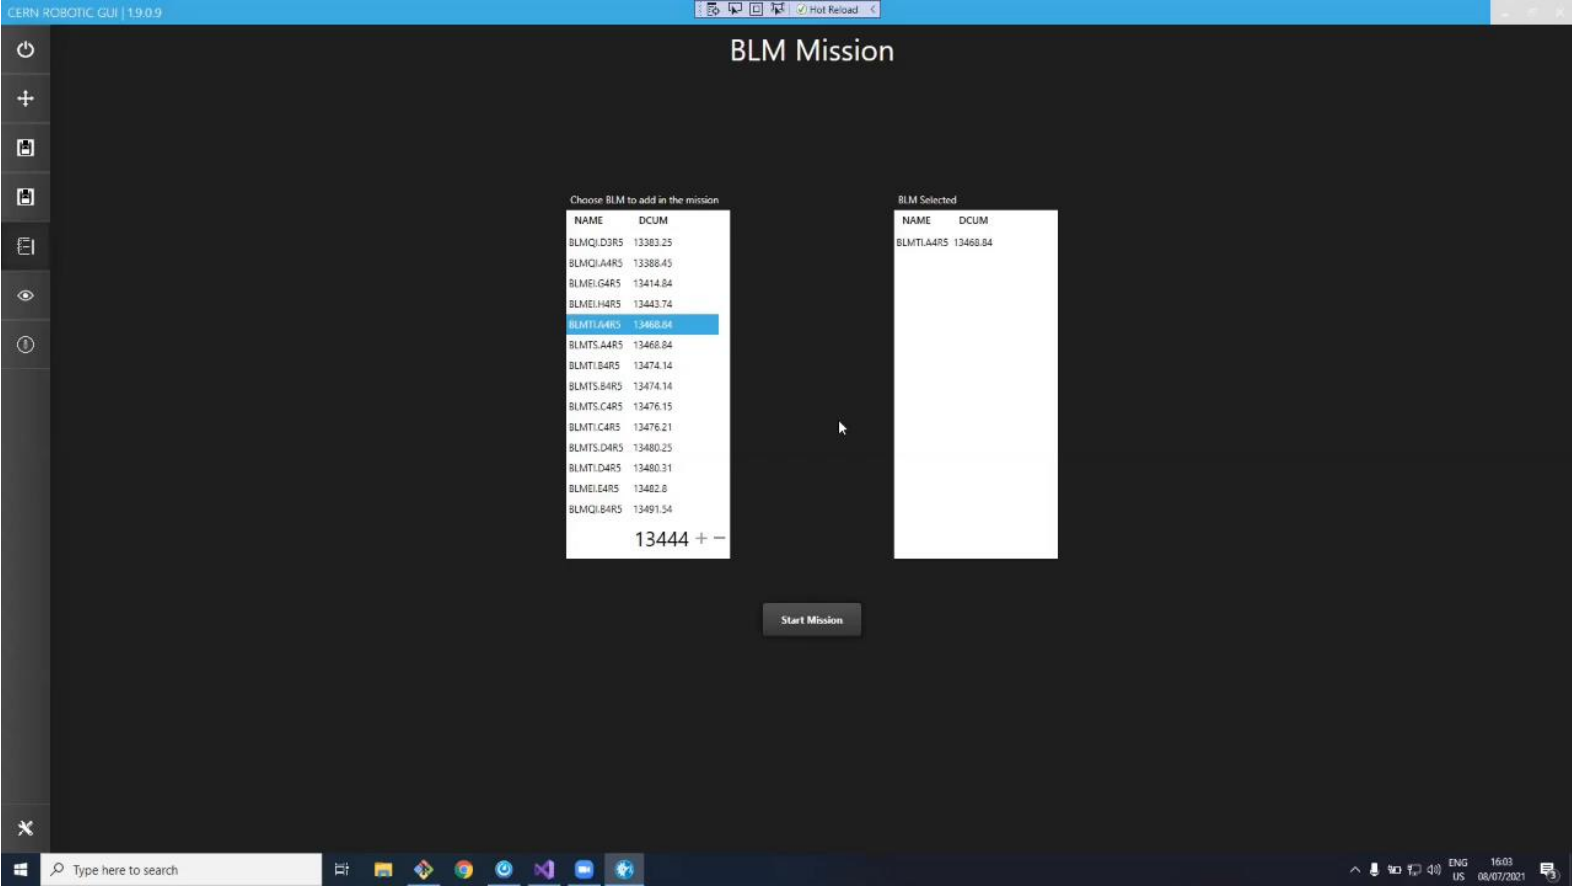 CERN ROBOTIC GUI | 1.9.0.9
Hot Reload
BLM Mission
Choose BLM to add in the mission
NAME DCUM
BLMQI.D3R5 13383.25
BLMQI.A4R5 13388.45
BLMEI.G4R5 13414.84
BLMEI.H4R5 13443.74
BLMTI.A4R5 13468.84
BLMTS.A4R5 13468.84
BLMTI.B4R5 13474.14
BLMTS.B4R5 13474.14
BLMTS.C4R5 13476.15
BLMTI.C4R5 13476.21
BLMTS.D4R5 13480.25
BLMTI.D4R5 13480.31
BLMEI.E4R5 13482.8
BLMQI.B4R5 13491.54
13444 + −
BLM Selected
NAME DCUM
BLMTI.A4R5 13468.84
Start Mission
Type here to search
ENG
US
16:03
08/07/2021
3